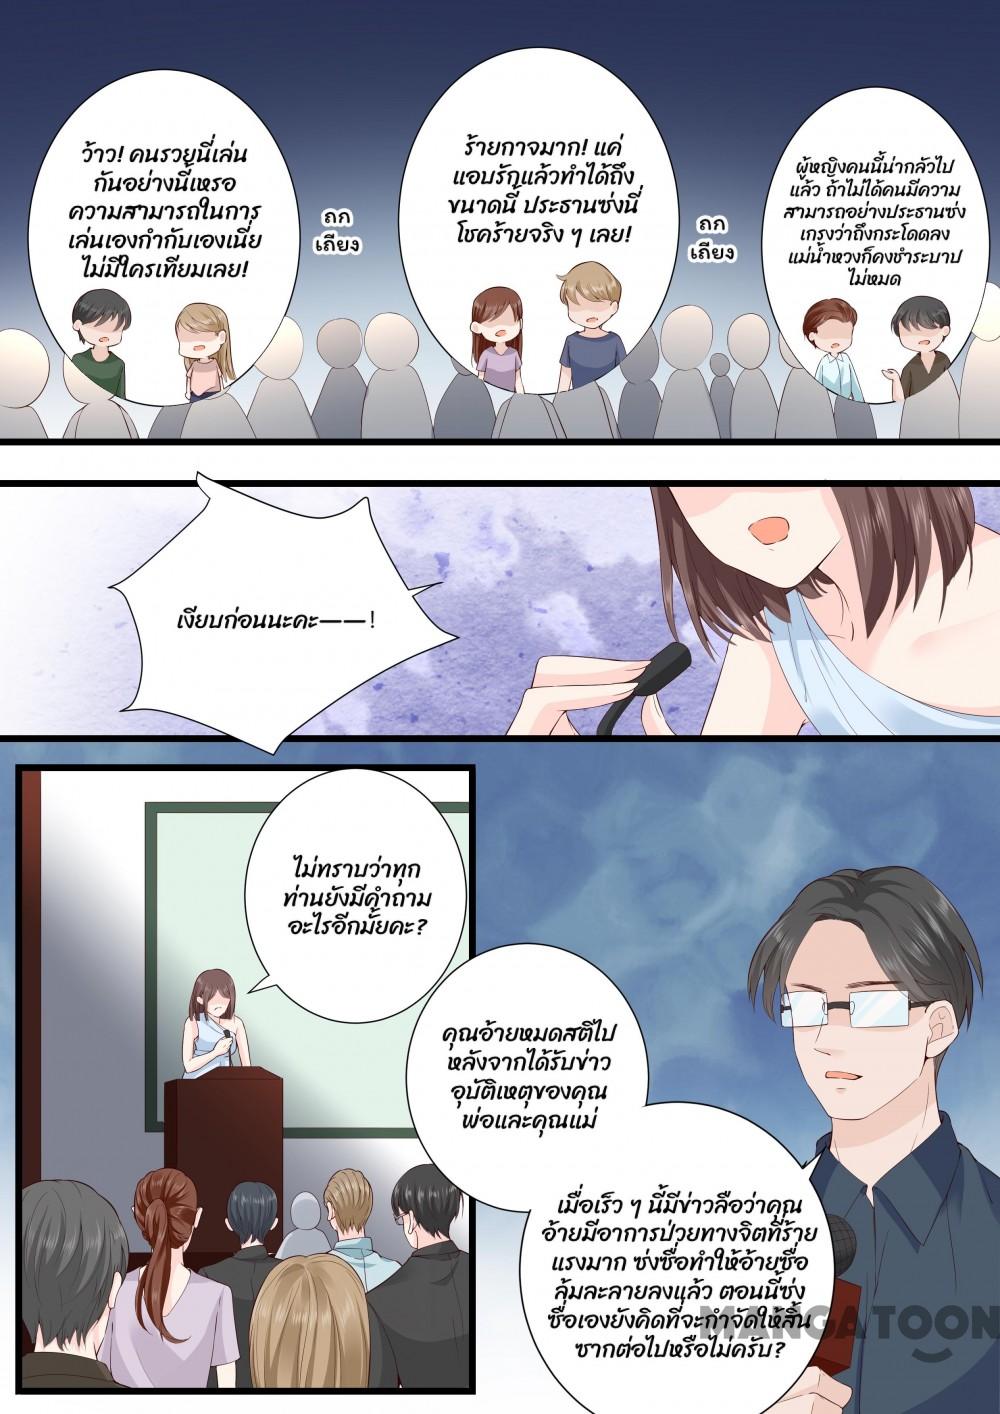 ว้าว! คนรวยนี่เล่น
กันอย่างนี้เหรอ
ความสามารถในการ
เล่นเองกำกับเองเนี่ย
ไม่มีใครเทียมเลย!
ถก
เถียง
ร้ายกาจมาก! แค่
แอบรักแล้วทำได้ถึง
ขนาดนี้ ประธานซ่งนี่
โชคร้ายจริง ๆ เลย!
ถก
เถียง
ผู้หญิงคนนี้น่ากลัวไป
แล้ว ถ้าไม่ได้คนมีความ
สามารถอย่างประธานซ่ง
เกรงว่าถึงกระโดดลง
แม่น้ำหวงก็คงชำระบาป
ไม่หมด
เงียบก่อนนะคะ——!
ไม่ทราบว่าทุก
ท่านยังมีคำถาม
อะไรอีกมั้ยคะ?
คุณอ้ายหมดสติไป
หลังจากได้รับข่าว
อุบัติเหตุของคุณ
พ่อและคุณแม่
เมื่อเร็ว ๆ นี้มีข่าวลือว่าคุณ
อ้ายมีอาการป่วยทางจิตที่ร้าย
แรงมาก ซ่งซื่อทำให้อ้ายซื่อ
ล้มละลายลงแล้ว ตอนนี้ซ่ง
ซื่อเองยังคิดที่จะกำจัดให้สิ้น
ซากต่อไปหรือไม่ครับ?
MANGATOON